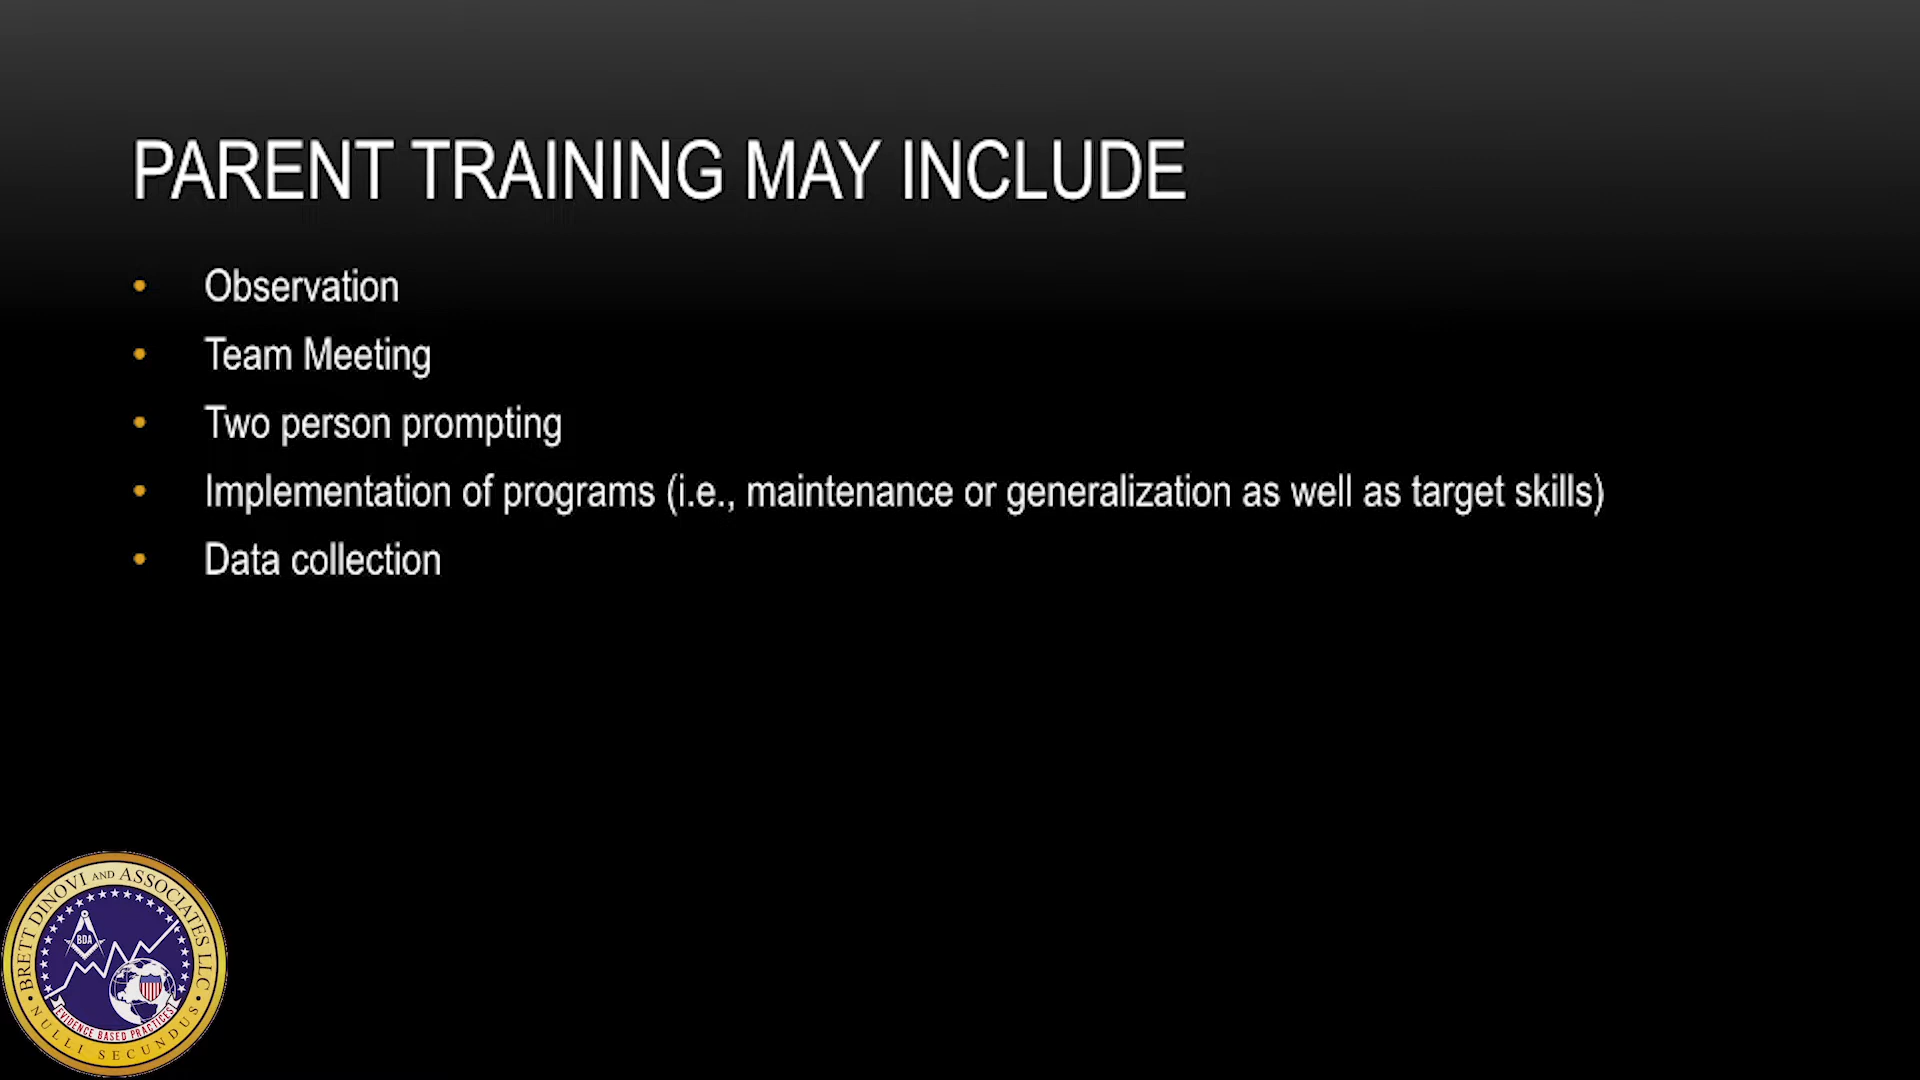 PARENT TRAINING MAY INCLUDE
• Observation
• Team Meeting
• Two person prompting
• Implementation of programs (i.e., maintenance or generalization as well as target skills)
• Data collection
BRETT DINOVI AND ASSOCIATES LLC
BDA
EVIDENCE BASED PRACTICES
• NULLI SECUNDUS •